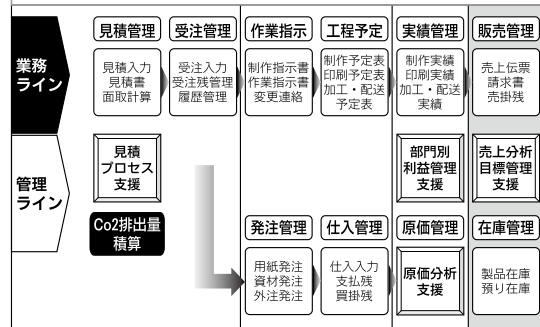 業務
ライン
見積管理
見積入力
見積書
面取計算
受注管理
受注入力
受注残管理
履歴管理
作業指示
制作指示書
作業指示書
変更連絡
工程予定
制作予定表
印刷予定表
加工・配送
予定表
実績管理
制作実績
印刷実績
加工・配送
実績
販売管理
売上伝票
請求書
売掛残
管理
ライン
見積
プロセス
支援
部門別
利益管理
支援
売上分析
目標管理
支援
Co2排出量
積算
発注管理
用紙発注
資材発注
外注発注
仕入管理
仕入入力
支払残
買掛残
原価管理
原価分析
支援
在庫管理
製品在庫
預り在庫